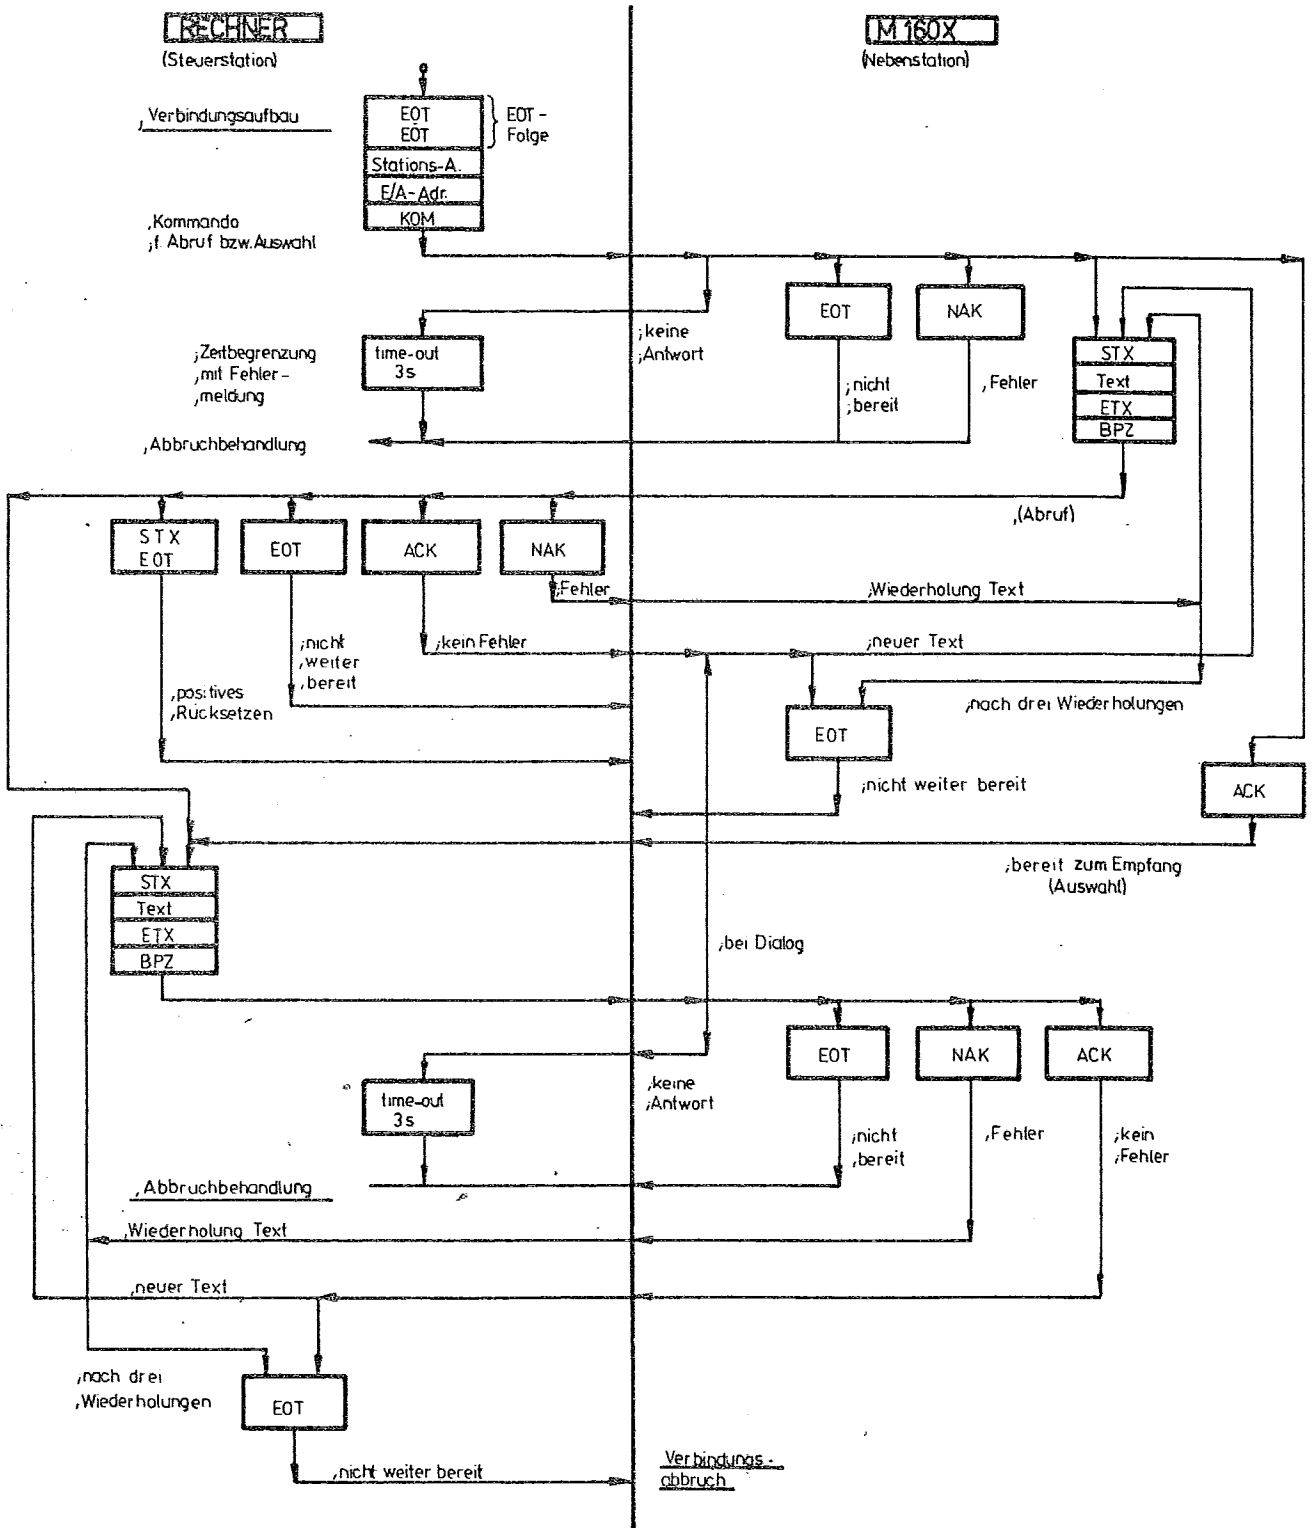 RECHNER
(Steuerstation)
M 160X
(Nebenstation)
,Verbindungsaufbau
EOT
EOT
EOT -
Folge
Stations-A.
E/A-Adr.
KOM
,Kommando
;f. Abruf bzw. Auswahl
EOT
NAK
;keine
;Antwort
;Zeitbegrenzung
,mit Fehler-
,meldung
time-out
3s
STX
Text
ETX
BPZ
;nicht
;bereit
,Fehler
,Abbruchbehandlung
,(Abruf)
STX
EOT
EOT
ACK
NAK
;Fehler
;Wiederholung Text
;nicht
,weiter
,bereit
;kein Fehler
;neuer Text
,positives
,Rücksetzen
,nach drei Wiederholungen
EOT
;nicht weiter bereit
ACK
;bereit zum Empfang
(Auswahl)
STX
Text
ETX
BPZ
;bei Dialog
EOT
NAK
ACK
;keine
;Antwort
time-out
3s
;nicht
,bereit
,Fehler
;kein
;Fehler
,Abbruchbehandlung
,Wiederholung Text
,neuer Text
;nach drei
,Wiederholungen
EOT
,nicht weiter bereit
Verbindungs-
abbruch